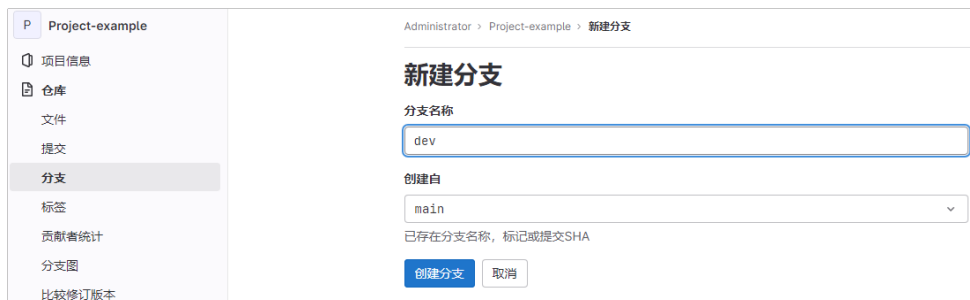 P Project-example
项目信息
仓库
文件
提交
分支
标签
贡献者统计
分支图
比较修订版本
Administrator > Project-example > 新建分支
新建分支
分支名称
dev
创建自
main
已存在分支名称，标记或提交SHA
创建分支 取消